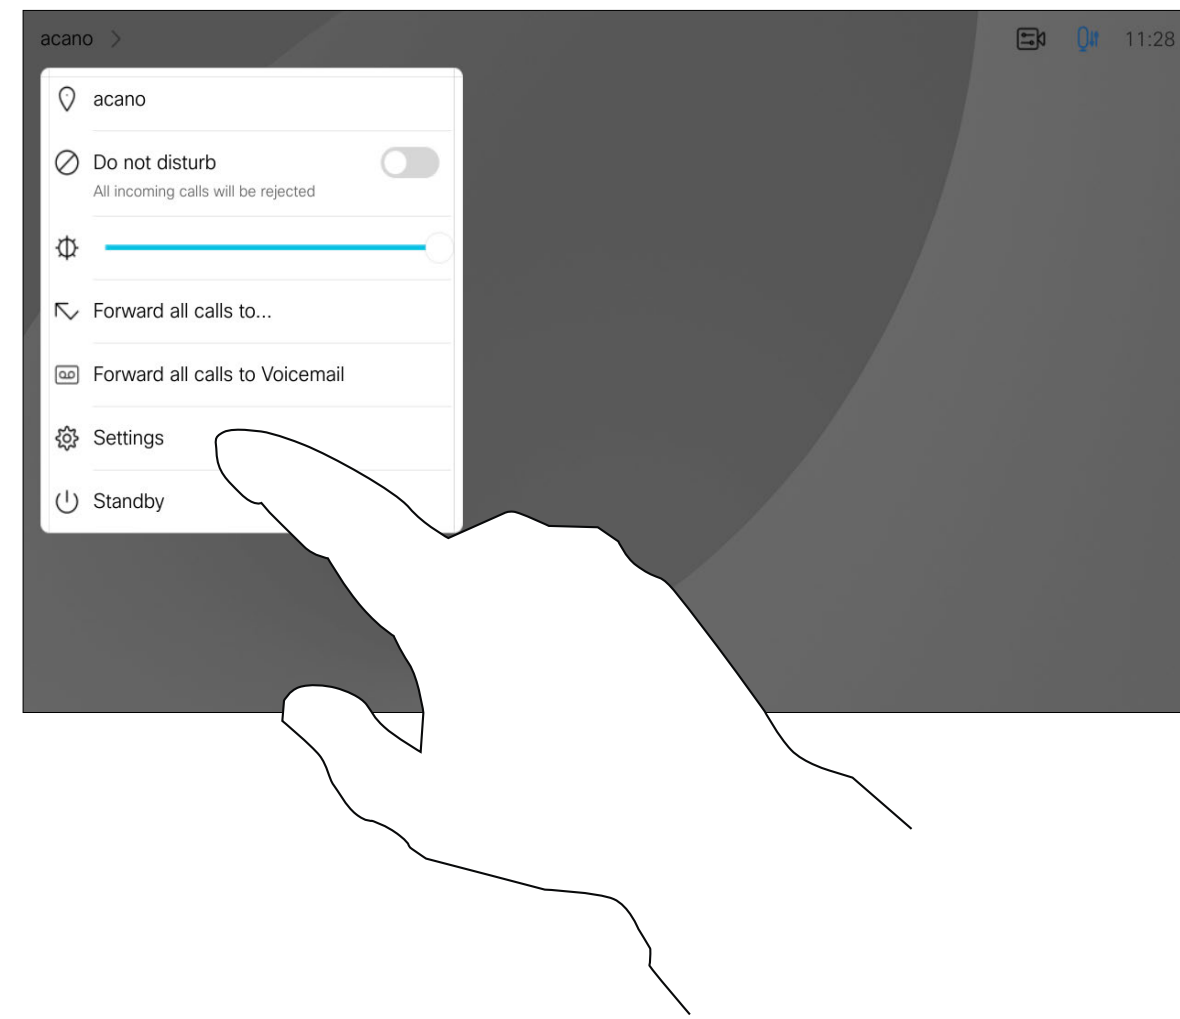 acano
11:28
acano
Do not disturb
All incoming calls will be rejected
Forward all calls to...
Forward all calls to Voicemail
Settings
Standby